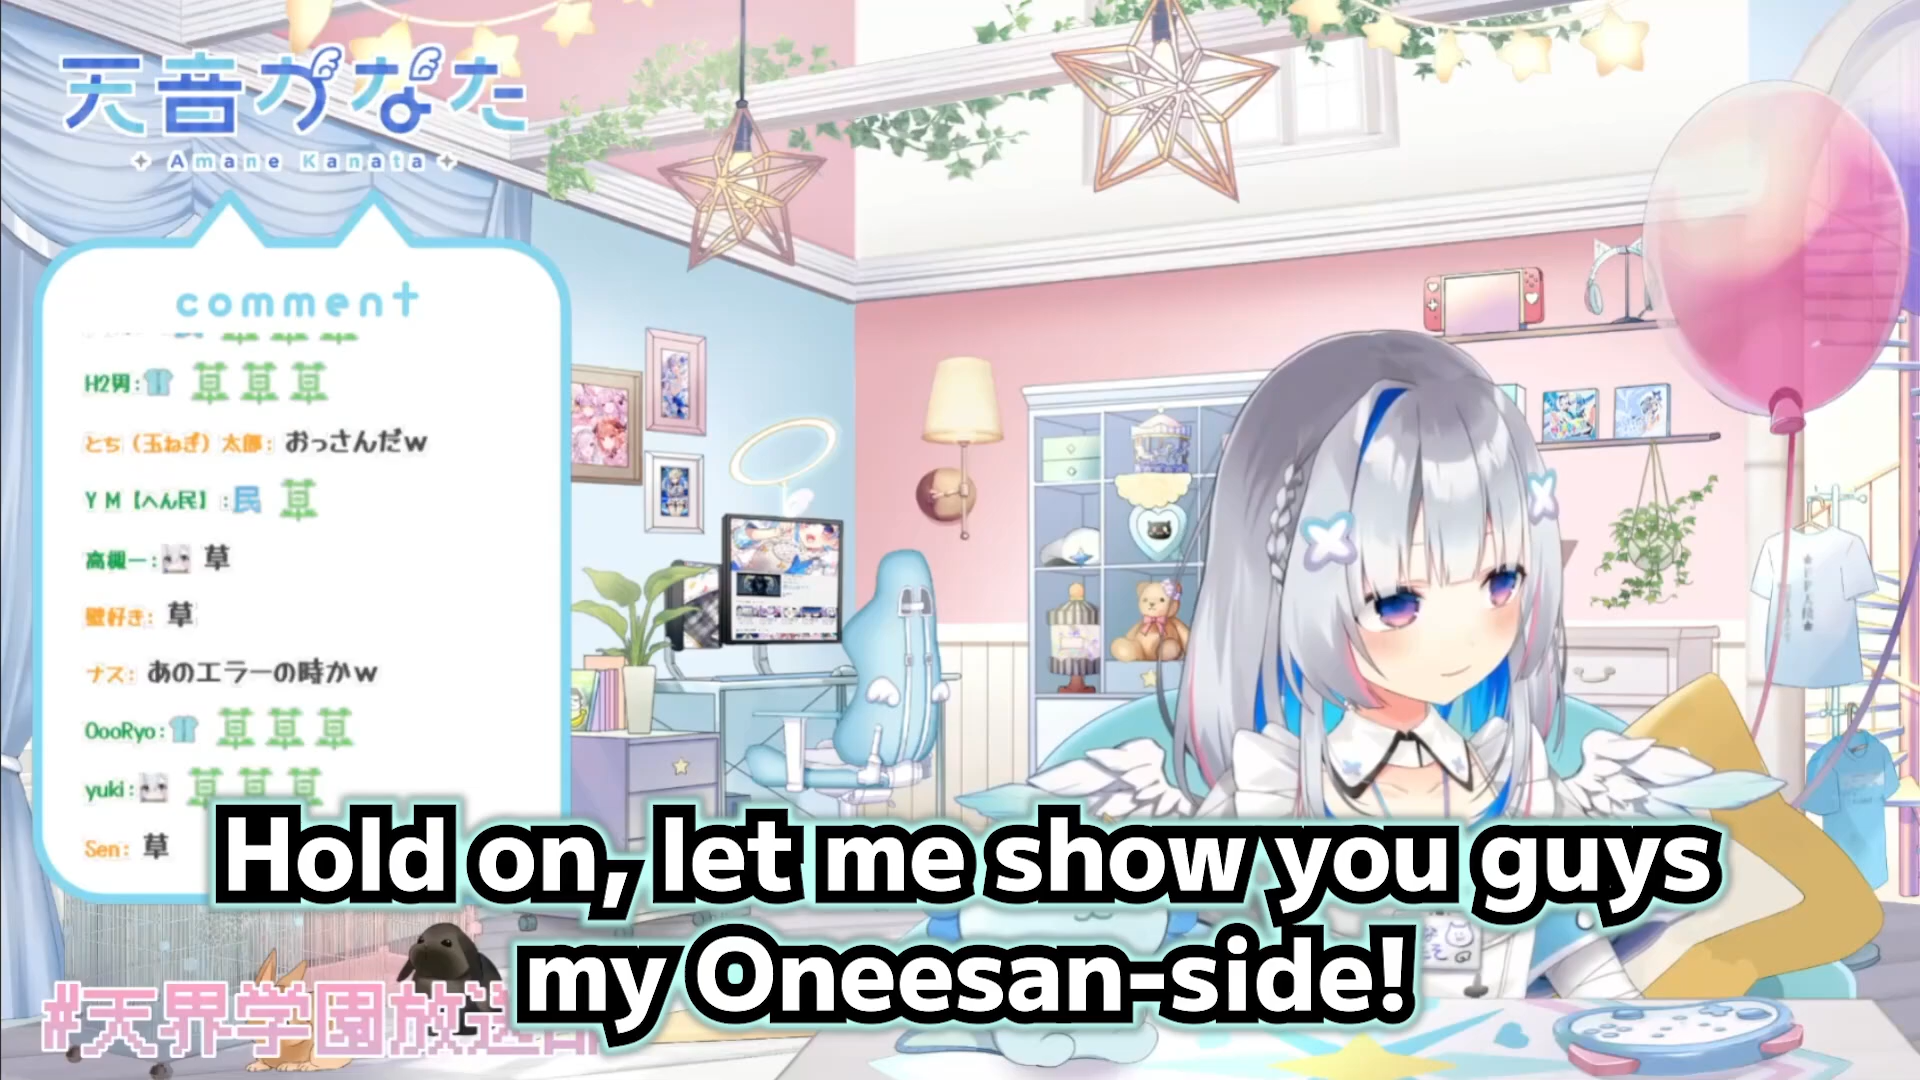 天音かなた
Amane Kanata
comment
H2男: 草草草
とち（玉ねぎ）太郎: おっさんだw
Y M【へん民】:民 草
高槻一: 草
壁好き: 草
ナス: あのエラーの時かw
OooRyo: 草草草
yuki: 草草草
Sen: 草
Hold on, let me show you guys
my Oneesan-side!
#天界学園放送部